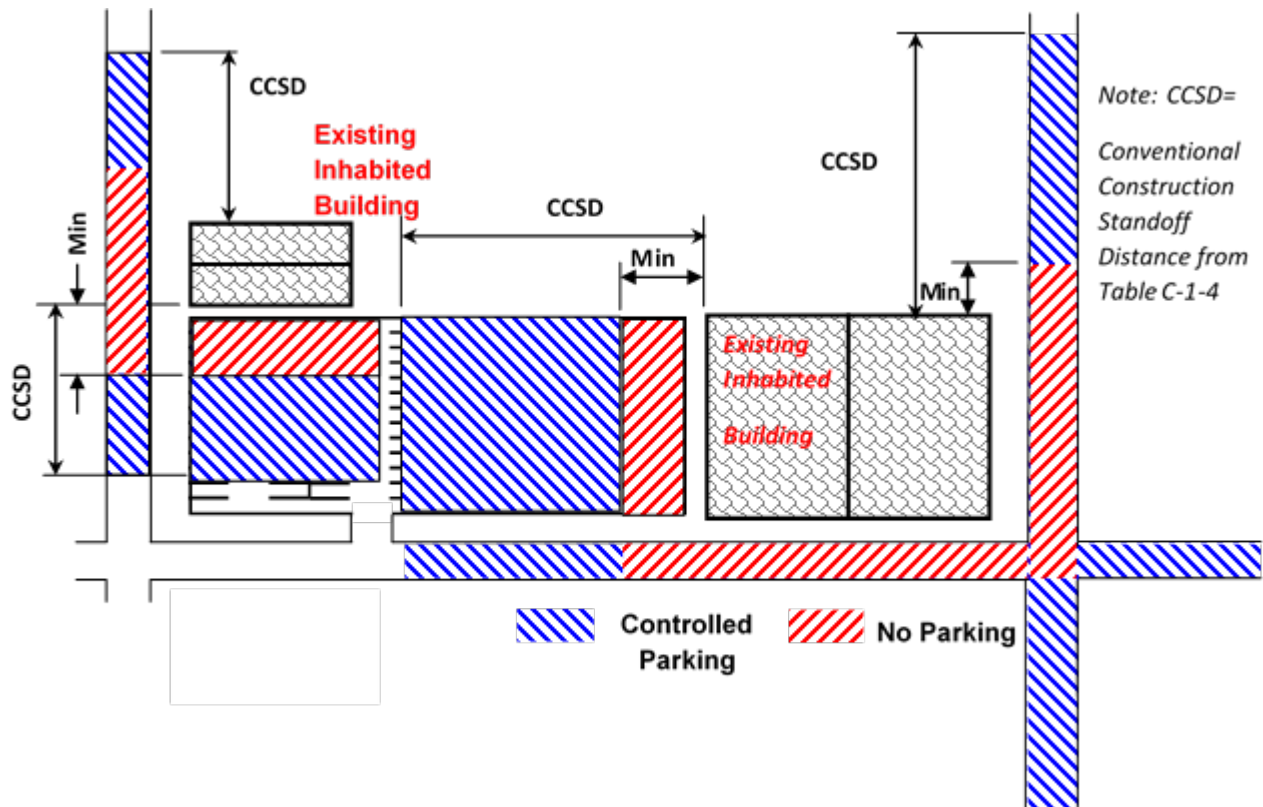 CCSD
Existing
Inhabited
Building
CCSD
Min
CCSD
Min
CCSD
Min
Existing
Inhabited
Building
Note: CCSD=
Conventional
Construction
Standoff
Distance from
Table C-1-4
Controlled
Parking
No Parking